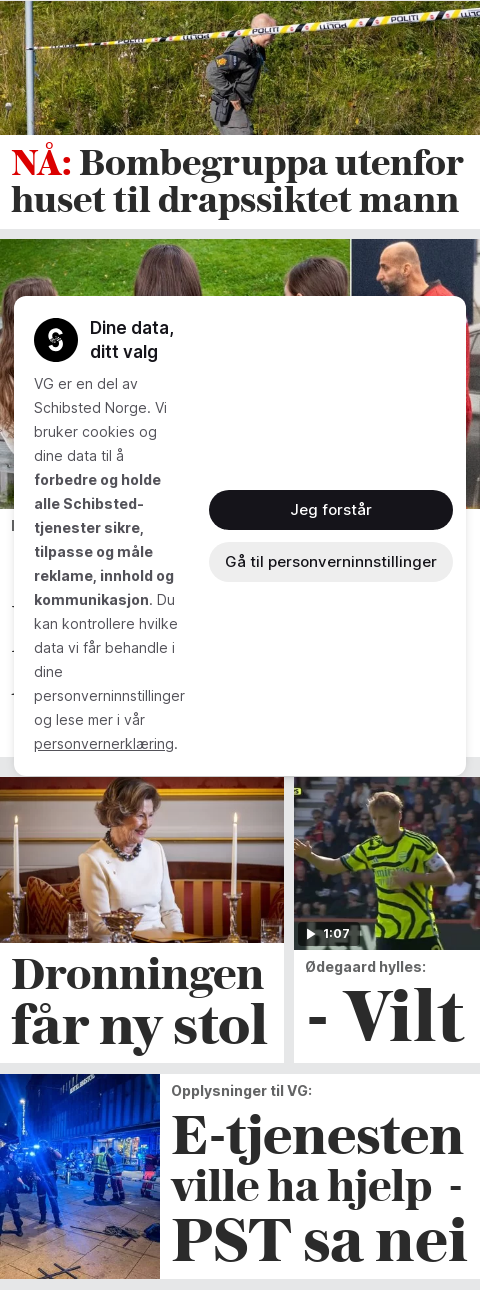 POLITI POLITI POLITI POLITI
NÅ: Bombegruppa utenfor
huset til drapssiktet mann
Dine data,
ditt valg
VG er en del av
Schibsted Norge. Vi
bruker cookies og
dine data til å
forbedre og holde
alle Schibsted-
tjenester sikre,
tilpasse og måle
reklame, innhold og
kommunikasjon. Du
kan kontrollere hvilke
data vi får behandle i
dine
personverninnstillinger
og lese mer i vår
personvernerklæring.
Jeg forstår
Gå til personverninnstillinger
1:07
Dronningen
får ny stol
Ødegaard hylles:
- Vilt
Opplysninger til VG:
E-tjenesten
ville ha hjelp -
PST sa nei